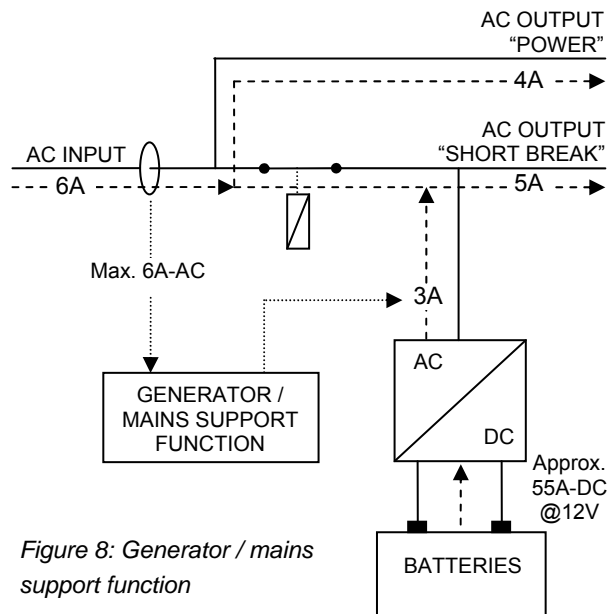 AC OUTPUT
“POWER”
4A
AC OUTPUT
“SHORT BREAK”
AC INPUT
6A
5A
Max. 6A-AC
3A
GENERATOR /
MAINS SUPPORT
FUNCTION
AC
DC
Approx.
55A-DC
@12V
BATTERIES
Figure 8: Generator / mains
support function